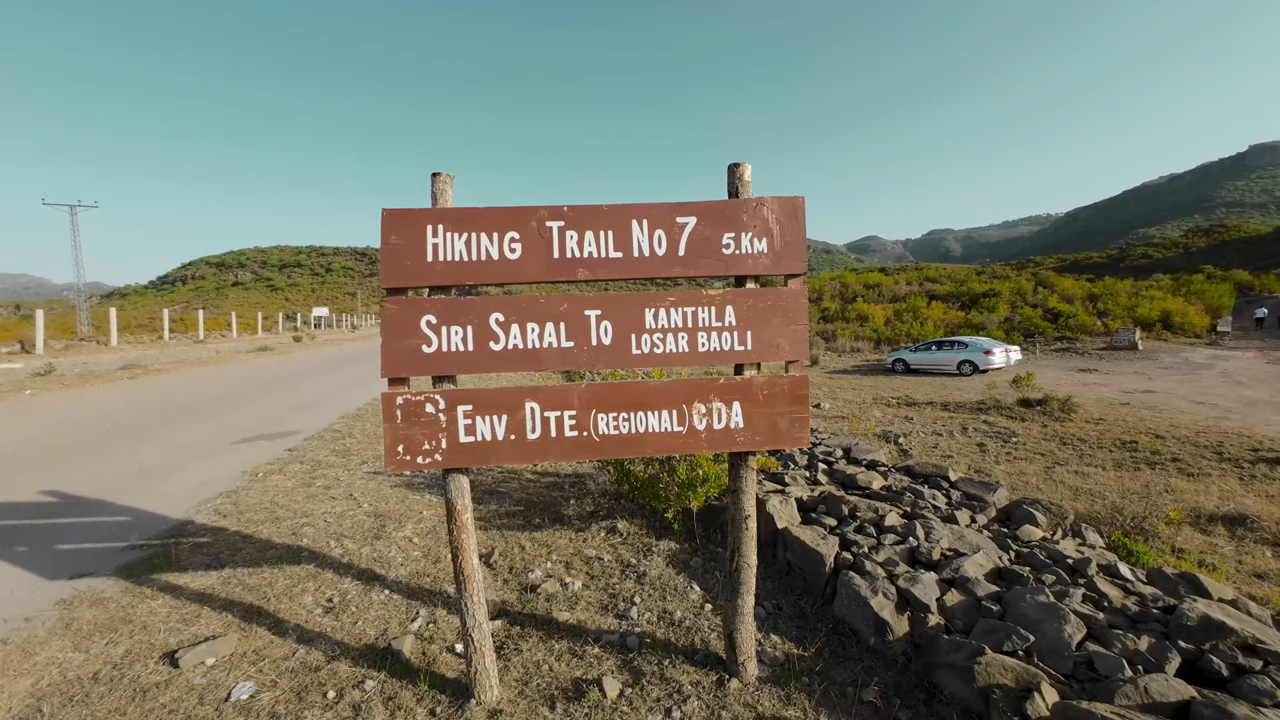 HIKING TRAIL NO 7 5.KM
SIRI SARAL TO KANTHLA
LOSAR BAOLI
ENV. DTE. (REGIONAL) CDA